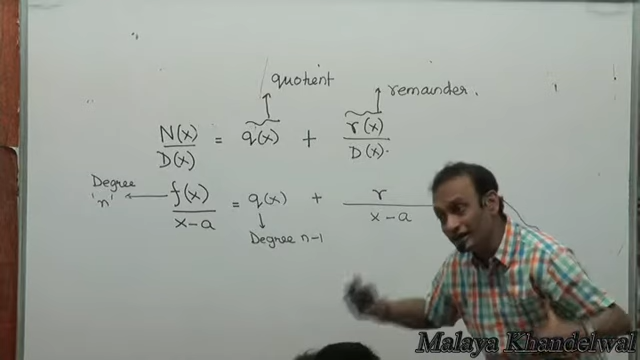 quotient
remainder.
N(x)/D(x) = q(x) + r(x)/D(x).
Degree 'n' ← f(x)/x-a = q(x) + r/x-a
Degree n-1
Malaya Khandelwal